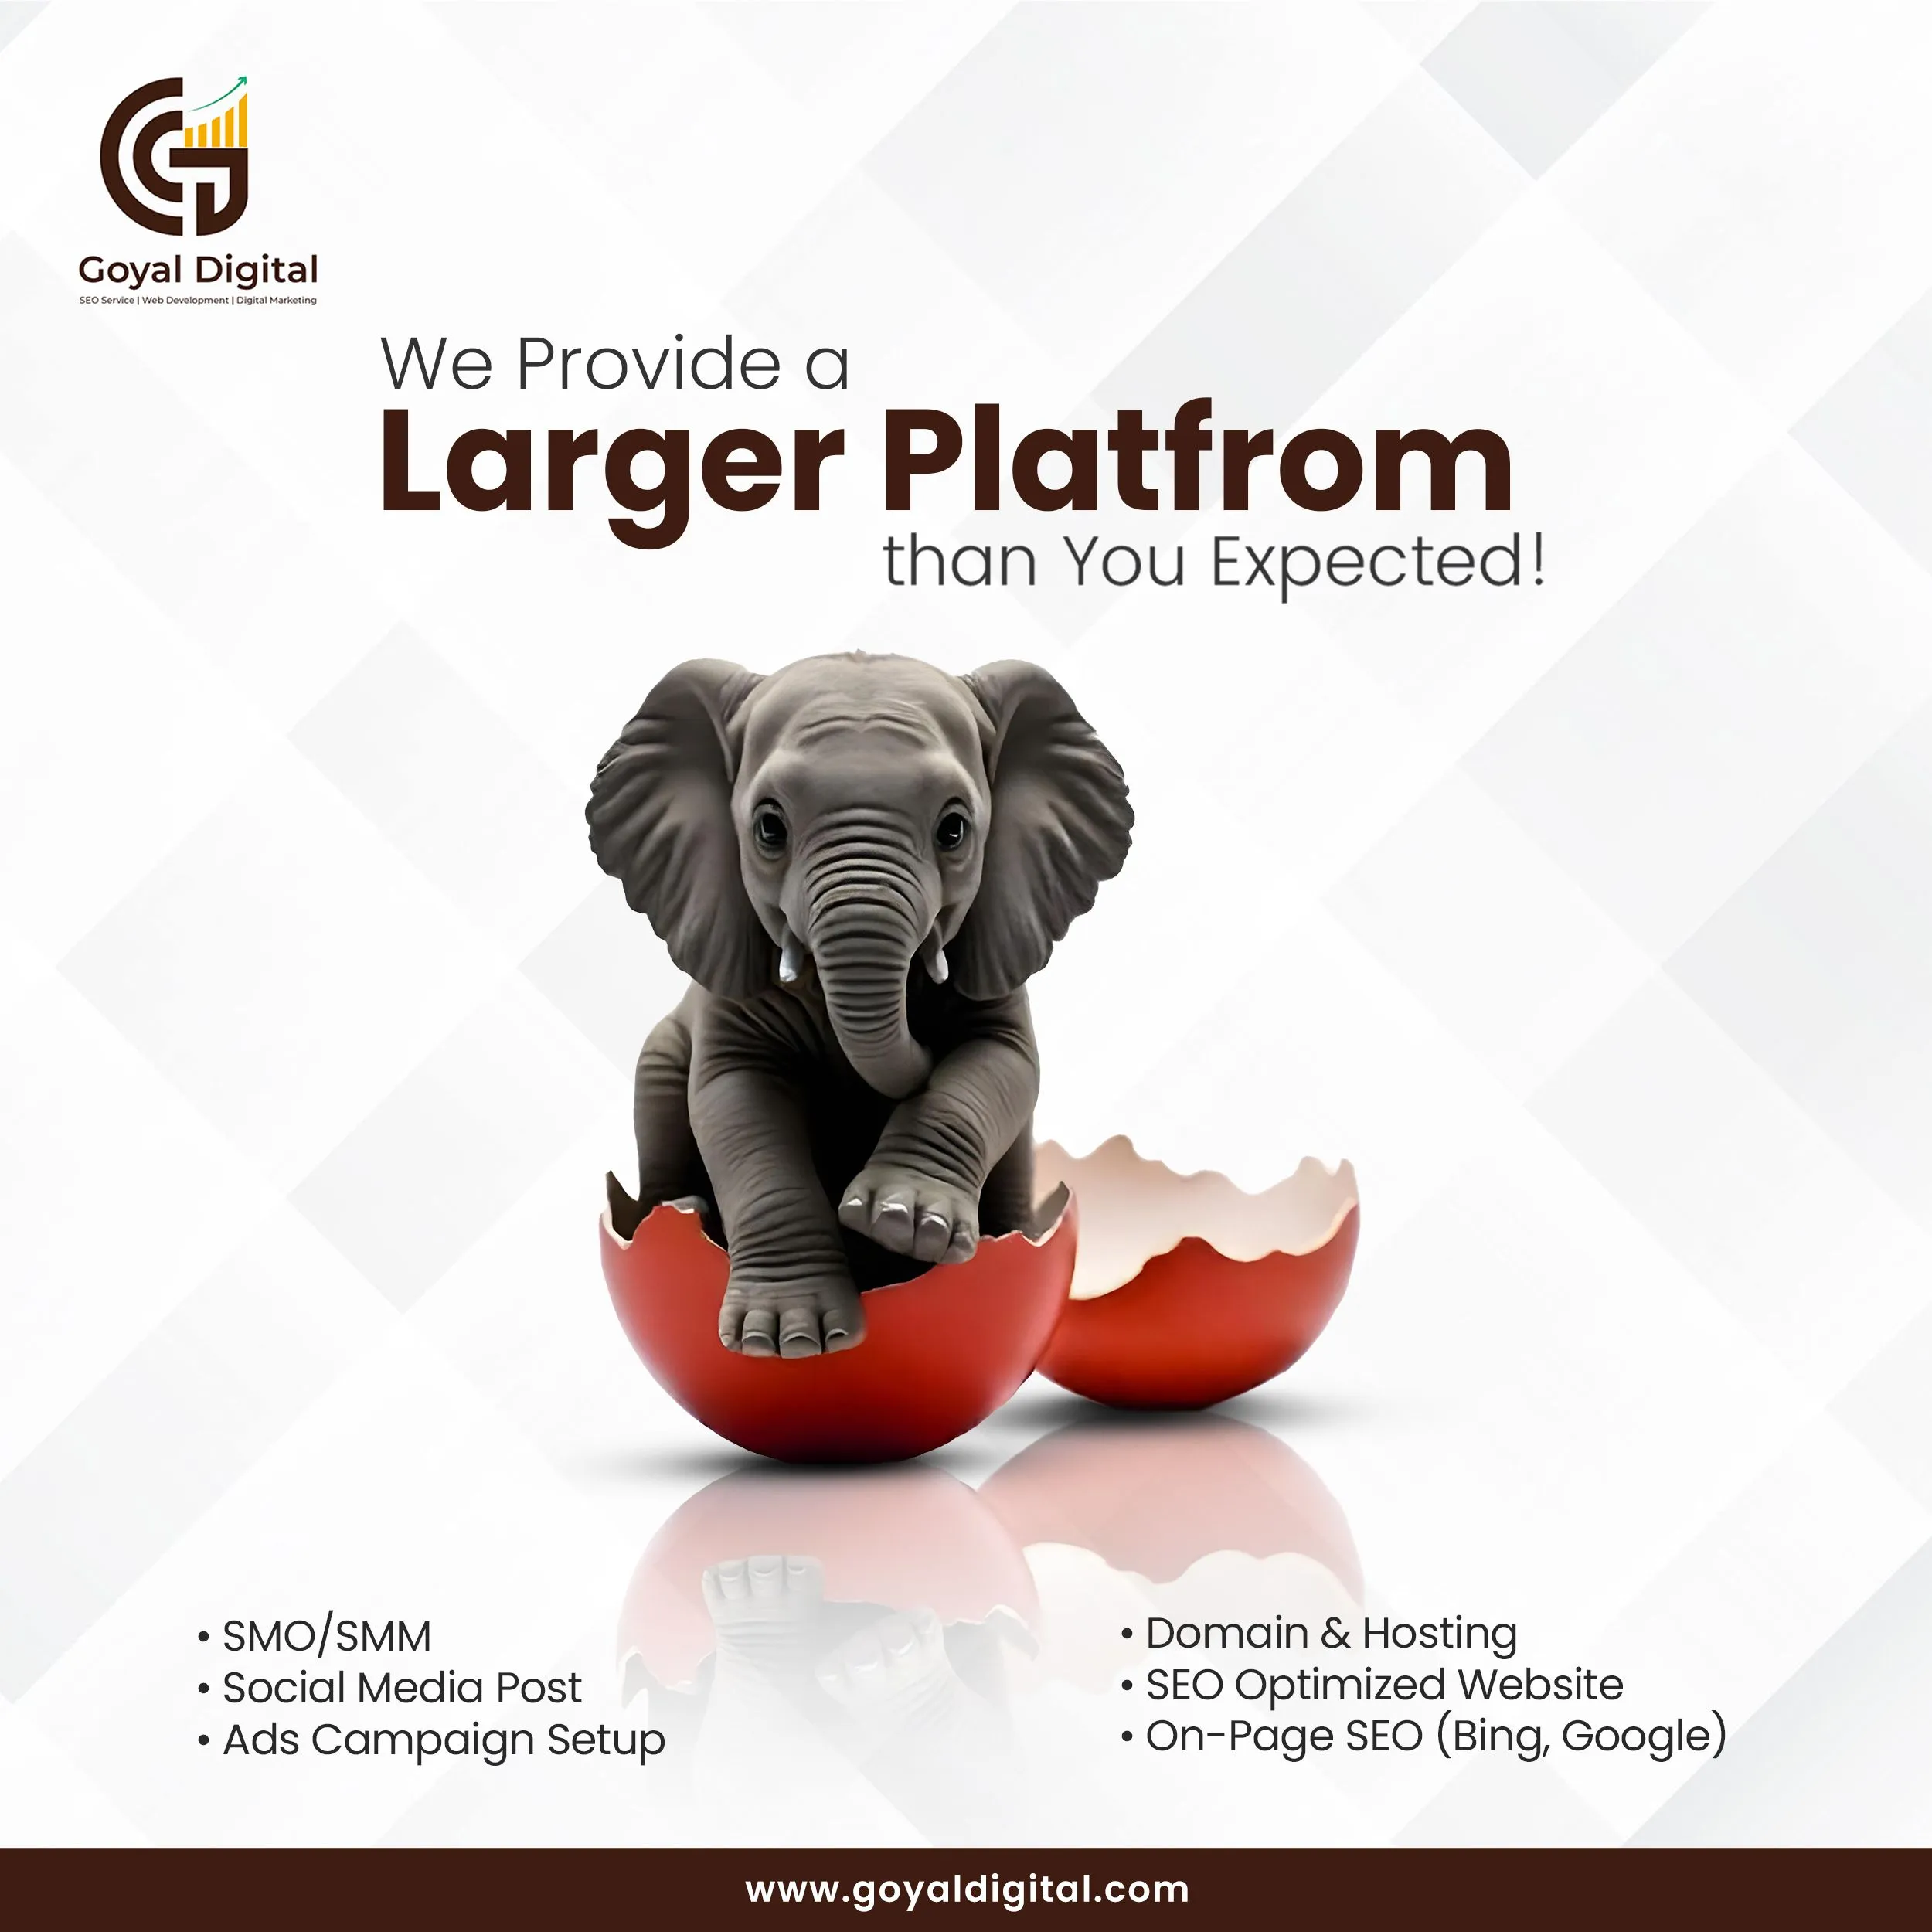 Goyal Digital
SEO Service | Web Development | Digital Marketing
We Provide a
Larger Platfrom
than You Expected!
• SMO/SMM
• Social Media Post
• Ads Campaign Setup
• Domain & Hosting
• SEO Optimized Website
• On-Page SEO (Bing, Google)
www.goyaldigital.com